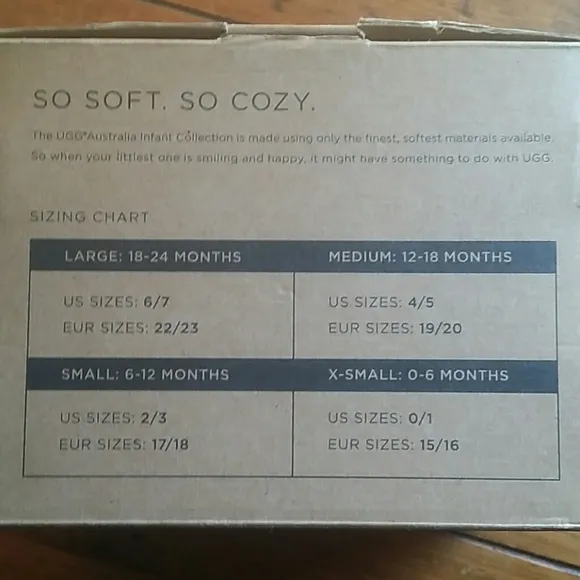 SO SOFT. SO COZY.
The UGG® Australia Infant Collection is made using only the finest, softest materials available.
So when your littlest one is smiling and happy, it might have something to do with UGG.
SIZING CHART
LARGE: 18-24 MONTHS
US SIZES: 6/7
EUR SIZES: 22/23
MEDIUM: 12-18 MONTHS
US SIZES: 4/5
EUR SIZES: 19/20
SMALL: 6-12 MONTHS
US SIZES: 2/3
EUR SIZES: 17/18
X-SMALL: 0-6 MONTHS
US SIZES: 0/1
EUR SIZES: 15/16